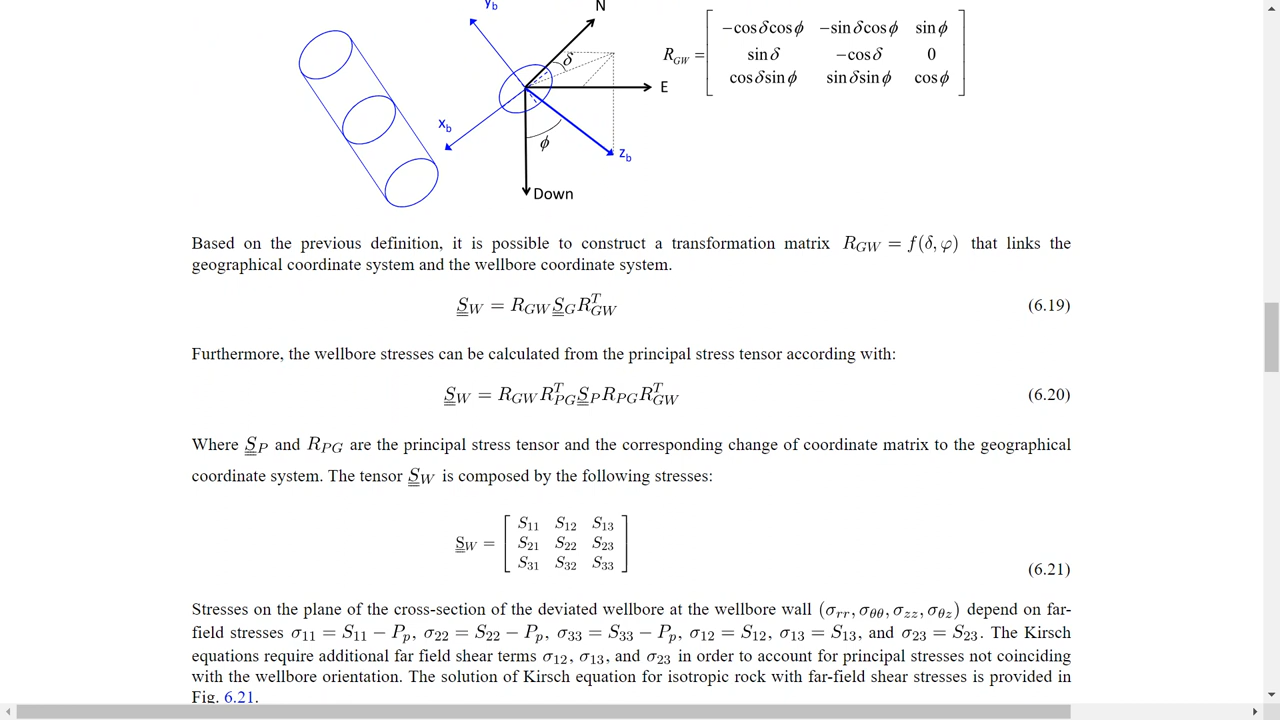 y_b
N
δ
E
x_b
ϕ
z_b
Down
R_GW = [ −cosδcosϕ −sinδcosϕ sinϕ
sinδ −cosδ 0
cosδsinϕ sinδsinϕ cosϕ ]
Based on the previous definition, it is possible to construct a transformation matrix R_GW = f(δ, φ) that links the
geographical coordinate system and the wellbore coordinate system.
S_W = R_GW S_G R_GW^T (6.19)
Furthermore, the wellbore stresses can be calculated from the principal stress tensor according with:
S_W = R_GW R_PG^T S_P R_PG R_GW^T (6.20)
Where S_P and R_PG are the principal stress tensor and the corresponding change of coordinate matrix to the geographical
coordinate system. The tensor S_W is composed by the following stresses:
S_W = [ S_11 S_12 S_13
S_21 S_22 S_23
S_31 S_32 S_33 ]
(6.21)
Stresses on the plane of the cross-section of the deviated wellbore at the wellbore wall (σ_rr, σ_θθ, σ_zz, σ_θz) depend on far-
field stresses σ_11 = S_11 − P_p, σ_22 = S_22 − P_p, σ_33 = S_33 − P_p, σ_12 = S_12, σ_13 = S_13, and σ_23 = S_23. The Kirsch
equations require additional far field shear terms σ_12, σ_13, and σ_23 in order to account for principal stresses not coinciding
with the wellbore orientation. The solution of Kirsch equation for isotropic rock with far-field shear stresses is provided in
Fig. 6.21.